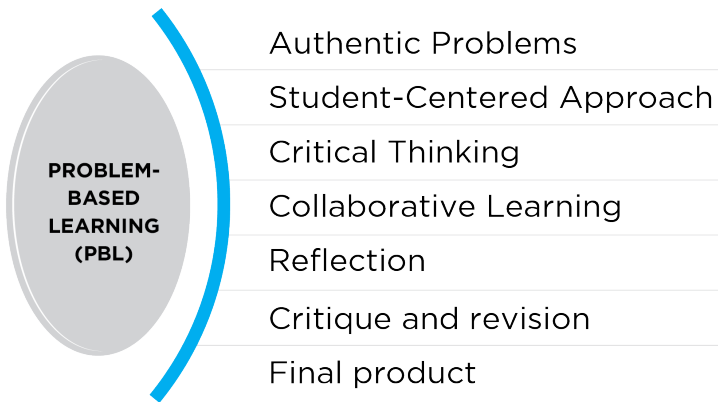 PROBLEM-
BASED
LEARNING
(PBL)
Authentic Problems
Student-Centered Approach
Critical Thinking
Collaborative Learning
Reflection
Critique and revision
Final product